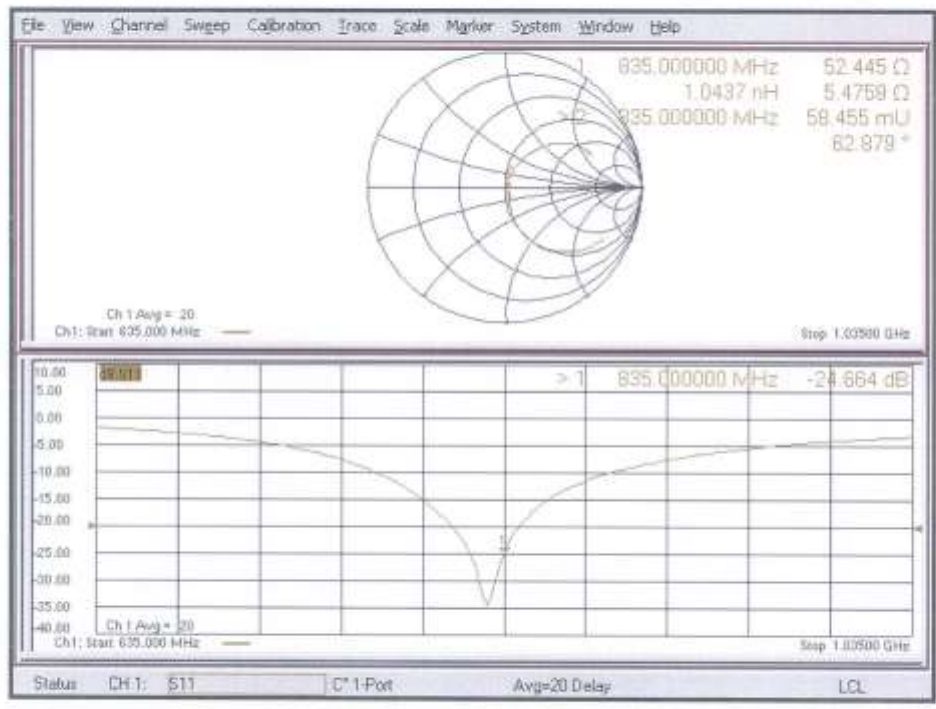 File View Channel Sweep Calibration Trace Scale Marker System Window Help
1 835.000000 MHz 52.445 Ω
1.0437 nH 5.4759 Ω
> 2 835.000000 MHz 58.455 mU
62.879 °
Ch 1 Avg = 20
Ch1: Start 635.000 MHz
Stop 1.03500 GHz
10.00
dB S11
> 1 835.000000 MHz -24.664 dB
5.00
0.00
-5.00
-10.00
-15.00
-20.00
1
-25.00
-30.00
-35.00
-40.00
Ch 1 Avg = 20
Ch1: Start 635.000 MHz
Stop 1.03500 GHz
Status CH 1: S11 C* 1-Port Avg=20 Delay LCL